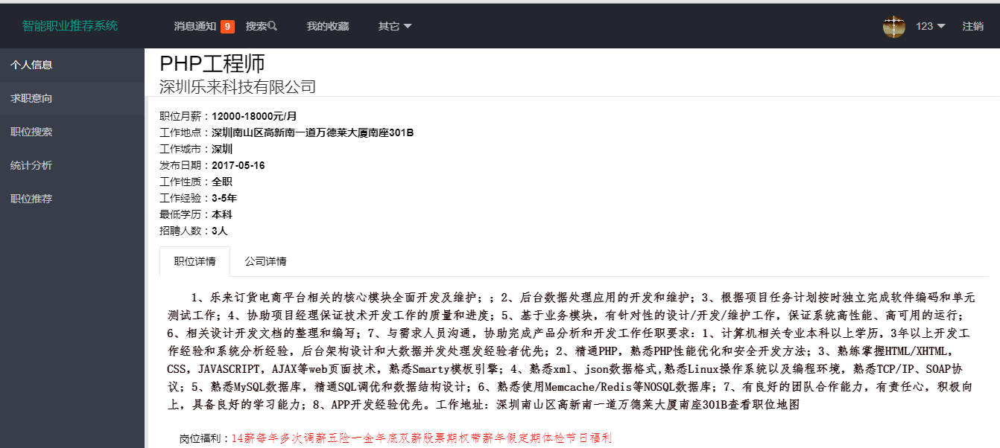 智能职业推荐系统 消息通知 9 搜索 我的收藏 其它 123 注销
个人信息
求职意向
职位搜索
统计分析
职位推荐
PHP工程师
深圳乐来科技有限公司
职位月薪：12000-18000元/月
工作地点：深圳南山区高新南一道万德莱大厦南座301B
工作城市：深圳
发布日期：2017-05-16
工作性质：全职
工作经验：3-5年
最低学历：本科
招聘人数：3人
职位详情 公司详情
1、乐来订货电商平台相关的核心模块全面开发及维护；；2、后台数据处理应用的开发和维护；3、根据项目任务计划按时独立完成软件编码和单元
测试工作；4、协助项目经理保证技术开发工作的质量和进度；5、基于业务模块，有针对性的设计/开发/维护工作，保证系统高性能、高可用的运行；
6、相关设计开发文档的整理和编写；7、与需求人员沟通，协助完成产品分析和开发工作任职要求：1、计算机相关专业本科以上学历，3年以上开发工
作经验和系统分析经验，后台架构设计和大数据并发处理发经验者优先；2、精通PHP，熟悉PHP性能优化和安全开发方法；3、熟练掌握HTML/XHTML，
CSS，JAVASCRIPT，AJAX等web页面技术，熟悉Smarty模板引擎；4、熟悉xml、json数据格式,熟悉Linux操作系统以及编程环境，熟悉TCP/IP、SOAP协
议；5、熟悉MySQL数据库，精通SQL调优和数据结构设计；6、熟悉使用Memcache/Redis等NOSQL数据库；7、有良好的团队合作能力，有责任心，积极向
上，具备良好的学习能力；8、APP开发经验优先。工作地址：深圳南山区高新南一道万德莱大厦南座301B查看职位地图
岗位福利：14薪每年多次调薪五险一金年底双薪股票期权带薪年假定期体检节日福利